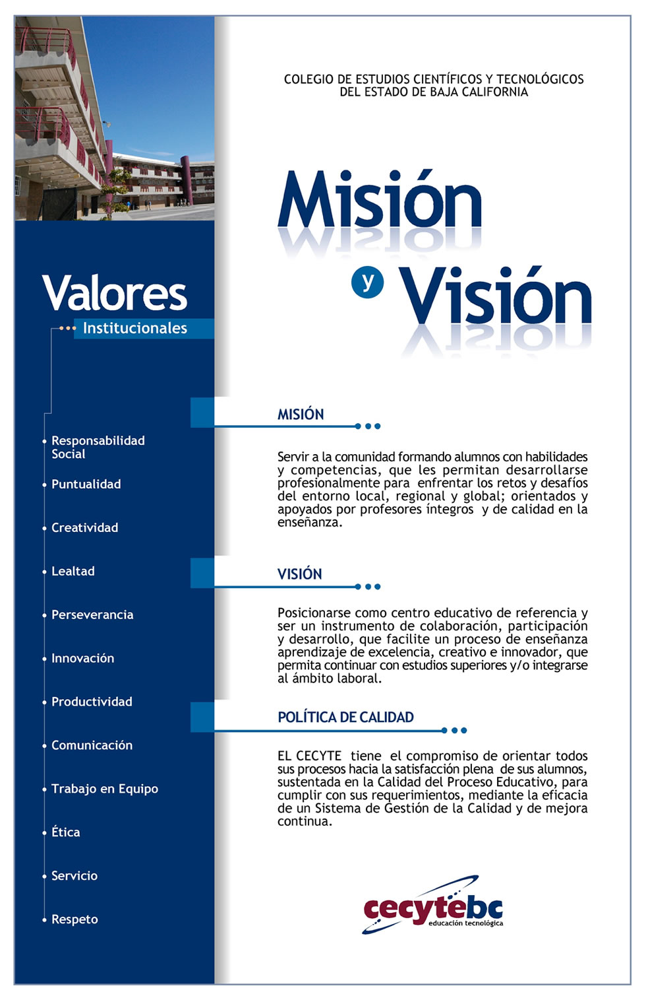 COLEGIO DE ESTUDIOS CIENTÍFICOS Y TECNOLÓGICOS
DEL ESTADO DE BAJA CALIFORNIA
Misión
y Visión
Valores
Institucionales
Responsabilidad
Social
Puntualidad
Creatividad
Lealtad
Perseverancia
Innovación
Productividad
Comunicación
Trabajo en Equipo
Ética
Servicio
Respeto
MISIÓN
Servir a la comunidad formando alumnos con habilidades
y competencias, que les permitan desarrollarse
profesionalmente para enfrentar los retos y desafíos
del entorno local, regional y global; orientados y
apoyados por profesores íntegros y de calidad en la
enseñanza.
VISIÓN
Posicionarse como centro educativo de referencia y
ser un instrumento de colaboración, participación
y desarrollo, que facilite un proceso de enseñanza
aprendizaje de excelencia, creativo e innovador, que
permita continuar con estudios superiores y/o integrarse
al ámbito laboral.
POLÍTICA DE CALIDAD
EL CECYTE tiene el compromiso de orientar todos
sus procesos hacia la satisfacción plena de sus alumnos,
sustentada en la Calidad del Proceso Educativo, para
cumplir con sus requerimientos, mediante la eficacia
de un Sistema de Gestión de la Calidad y de mejora
continua.
cecytebc
educación tecnológica